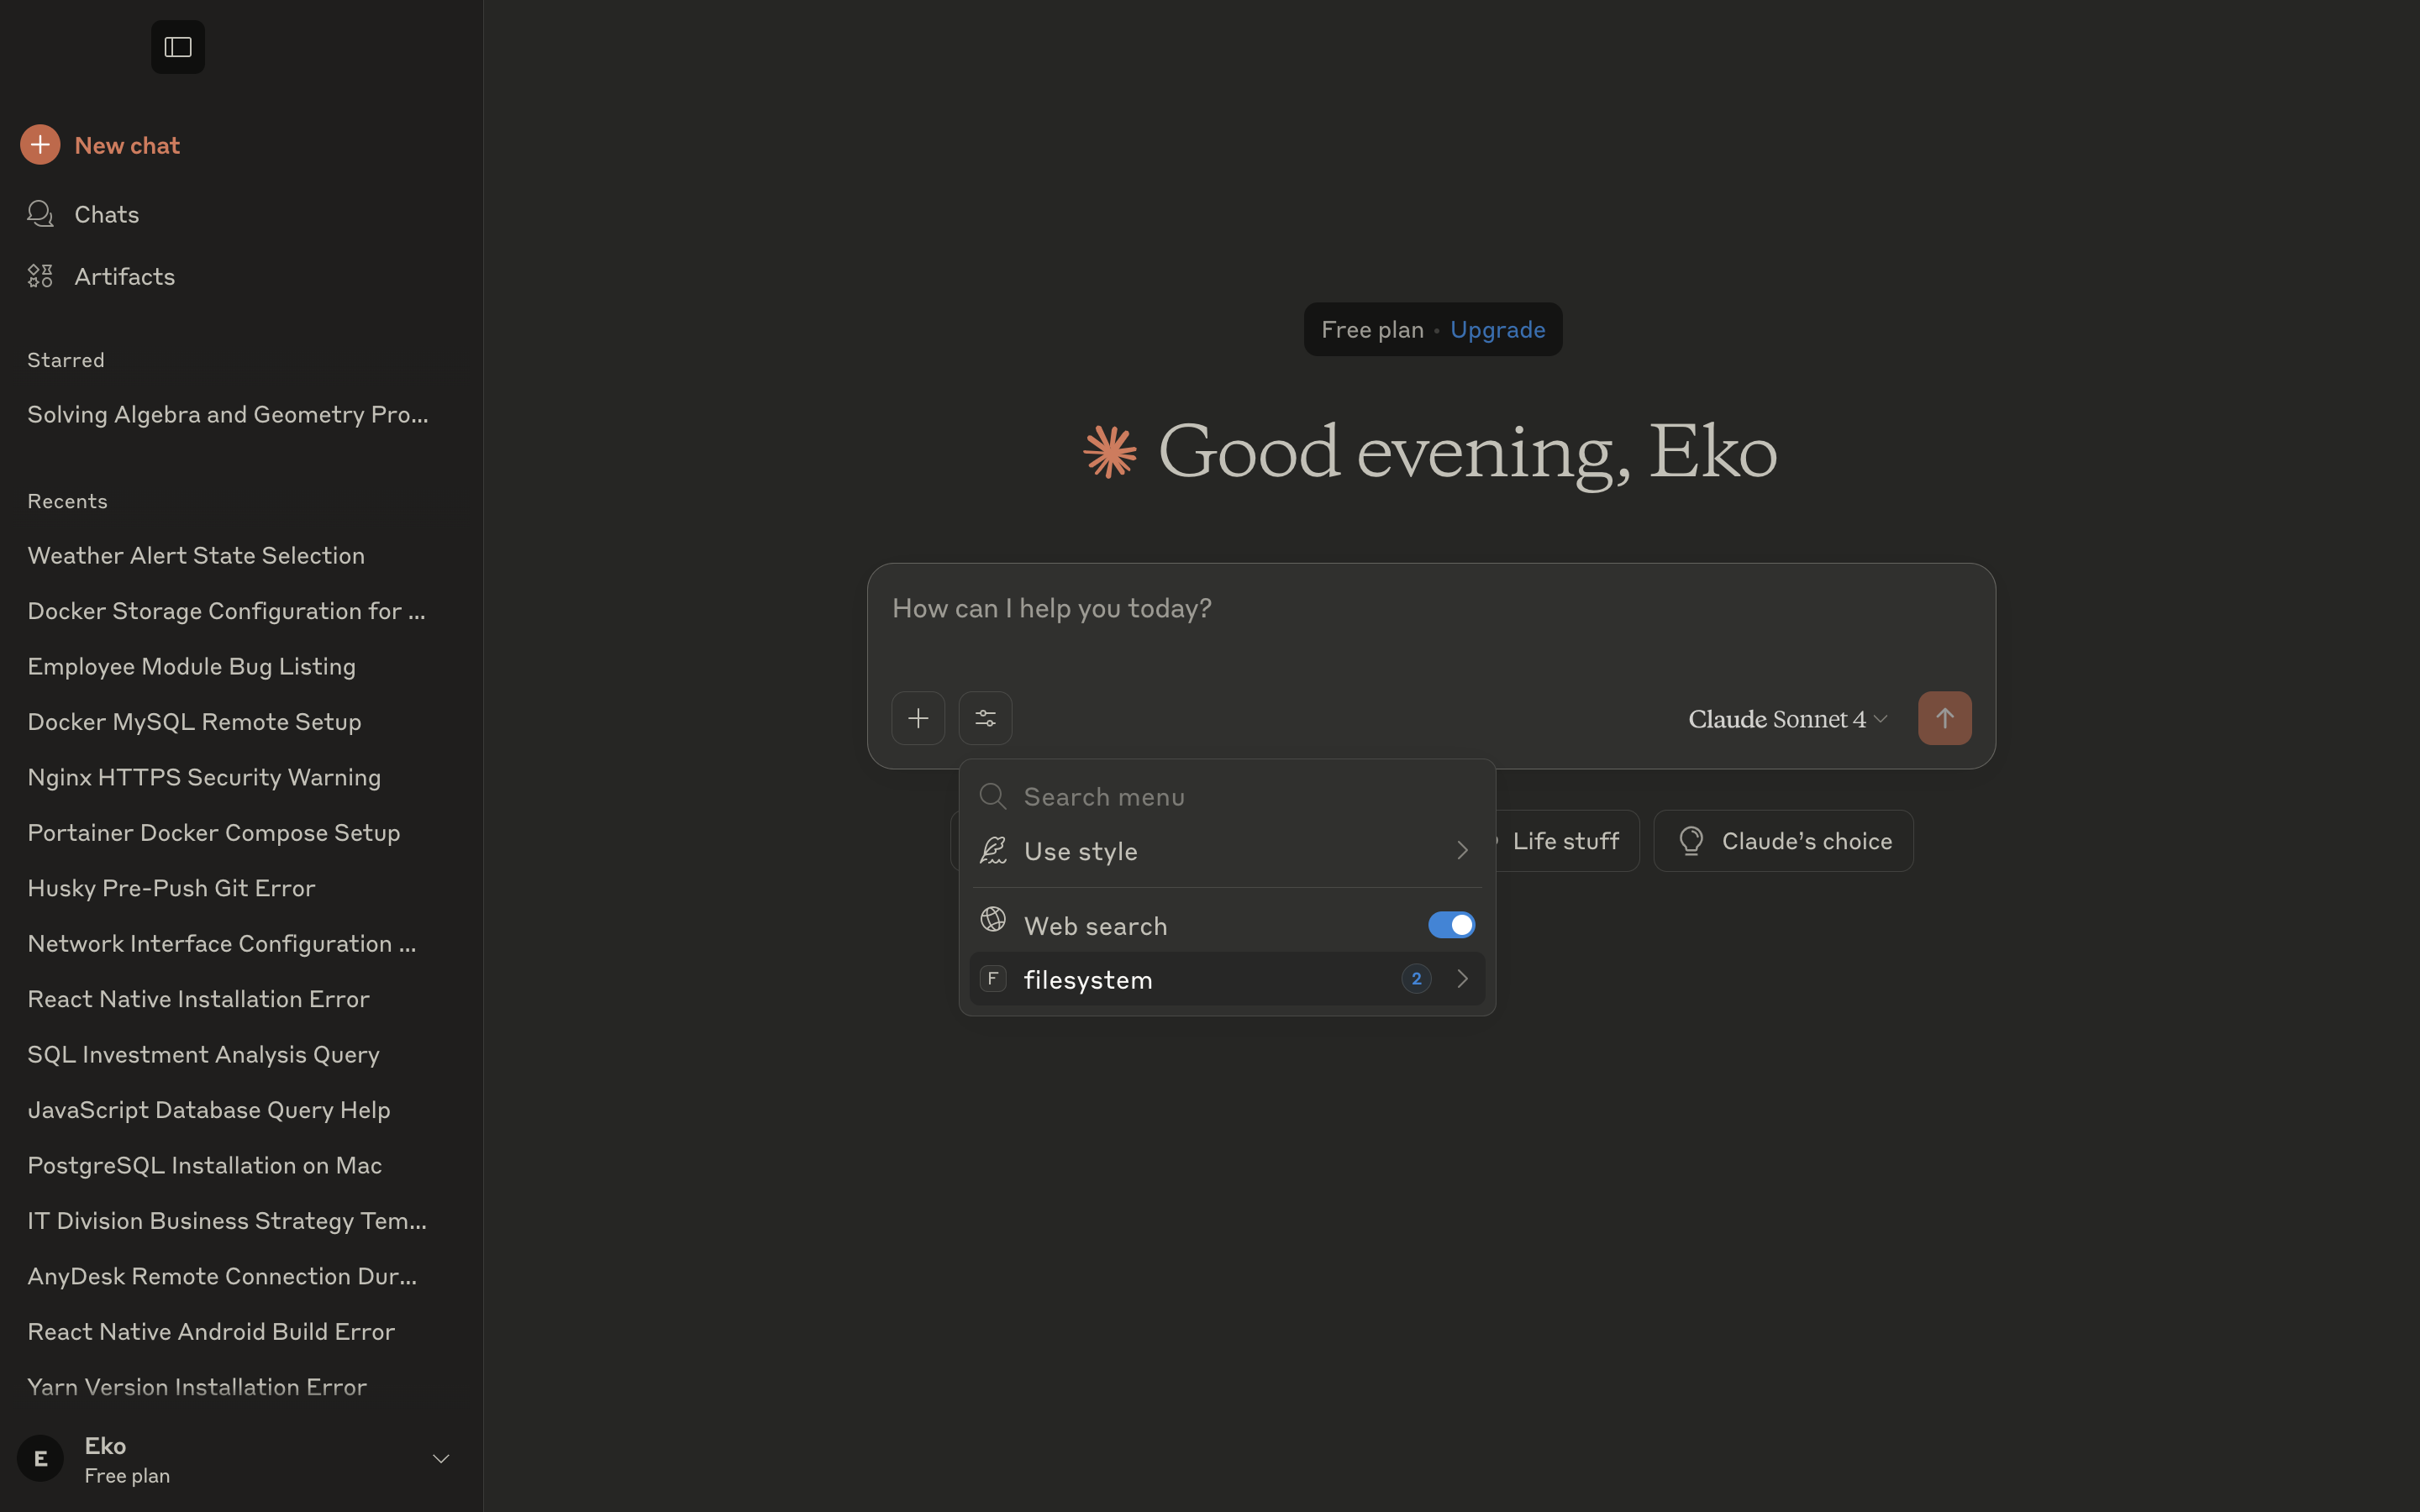 New chat
Chats
Artifacts
Starred
Solving Algebra and Geometry Pro...
Recents
Weather Alert State Selection
Docker Storage Configuration for ...
Employee Module Bug Listing
Docker MySQL Remote Setup
Nginx HTTPS Security Warning
Portainer Docker Compose Setup
Husky Pre-Push Git Error
Network Interface Configuration ...
React Native Installation Error
SQL Investment Analysis Query
JavaScript Database Query Help
PostgreSQL Installation on Mac
IT Division Business Strategy Tem...
AnyDesk Remote Connection Dur...
React Native Android Build Error
Yarn Version Installation Error
E
Eko
Free plan
Free plan • Upgrade
Good evening, Eko
How can I help you today?
Claude Sonnet 4
Search menu
Use style
Web search
F filesystem 2
Life stuff
Claude's choice